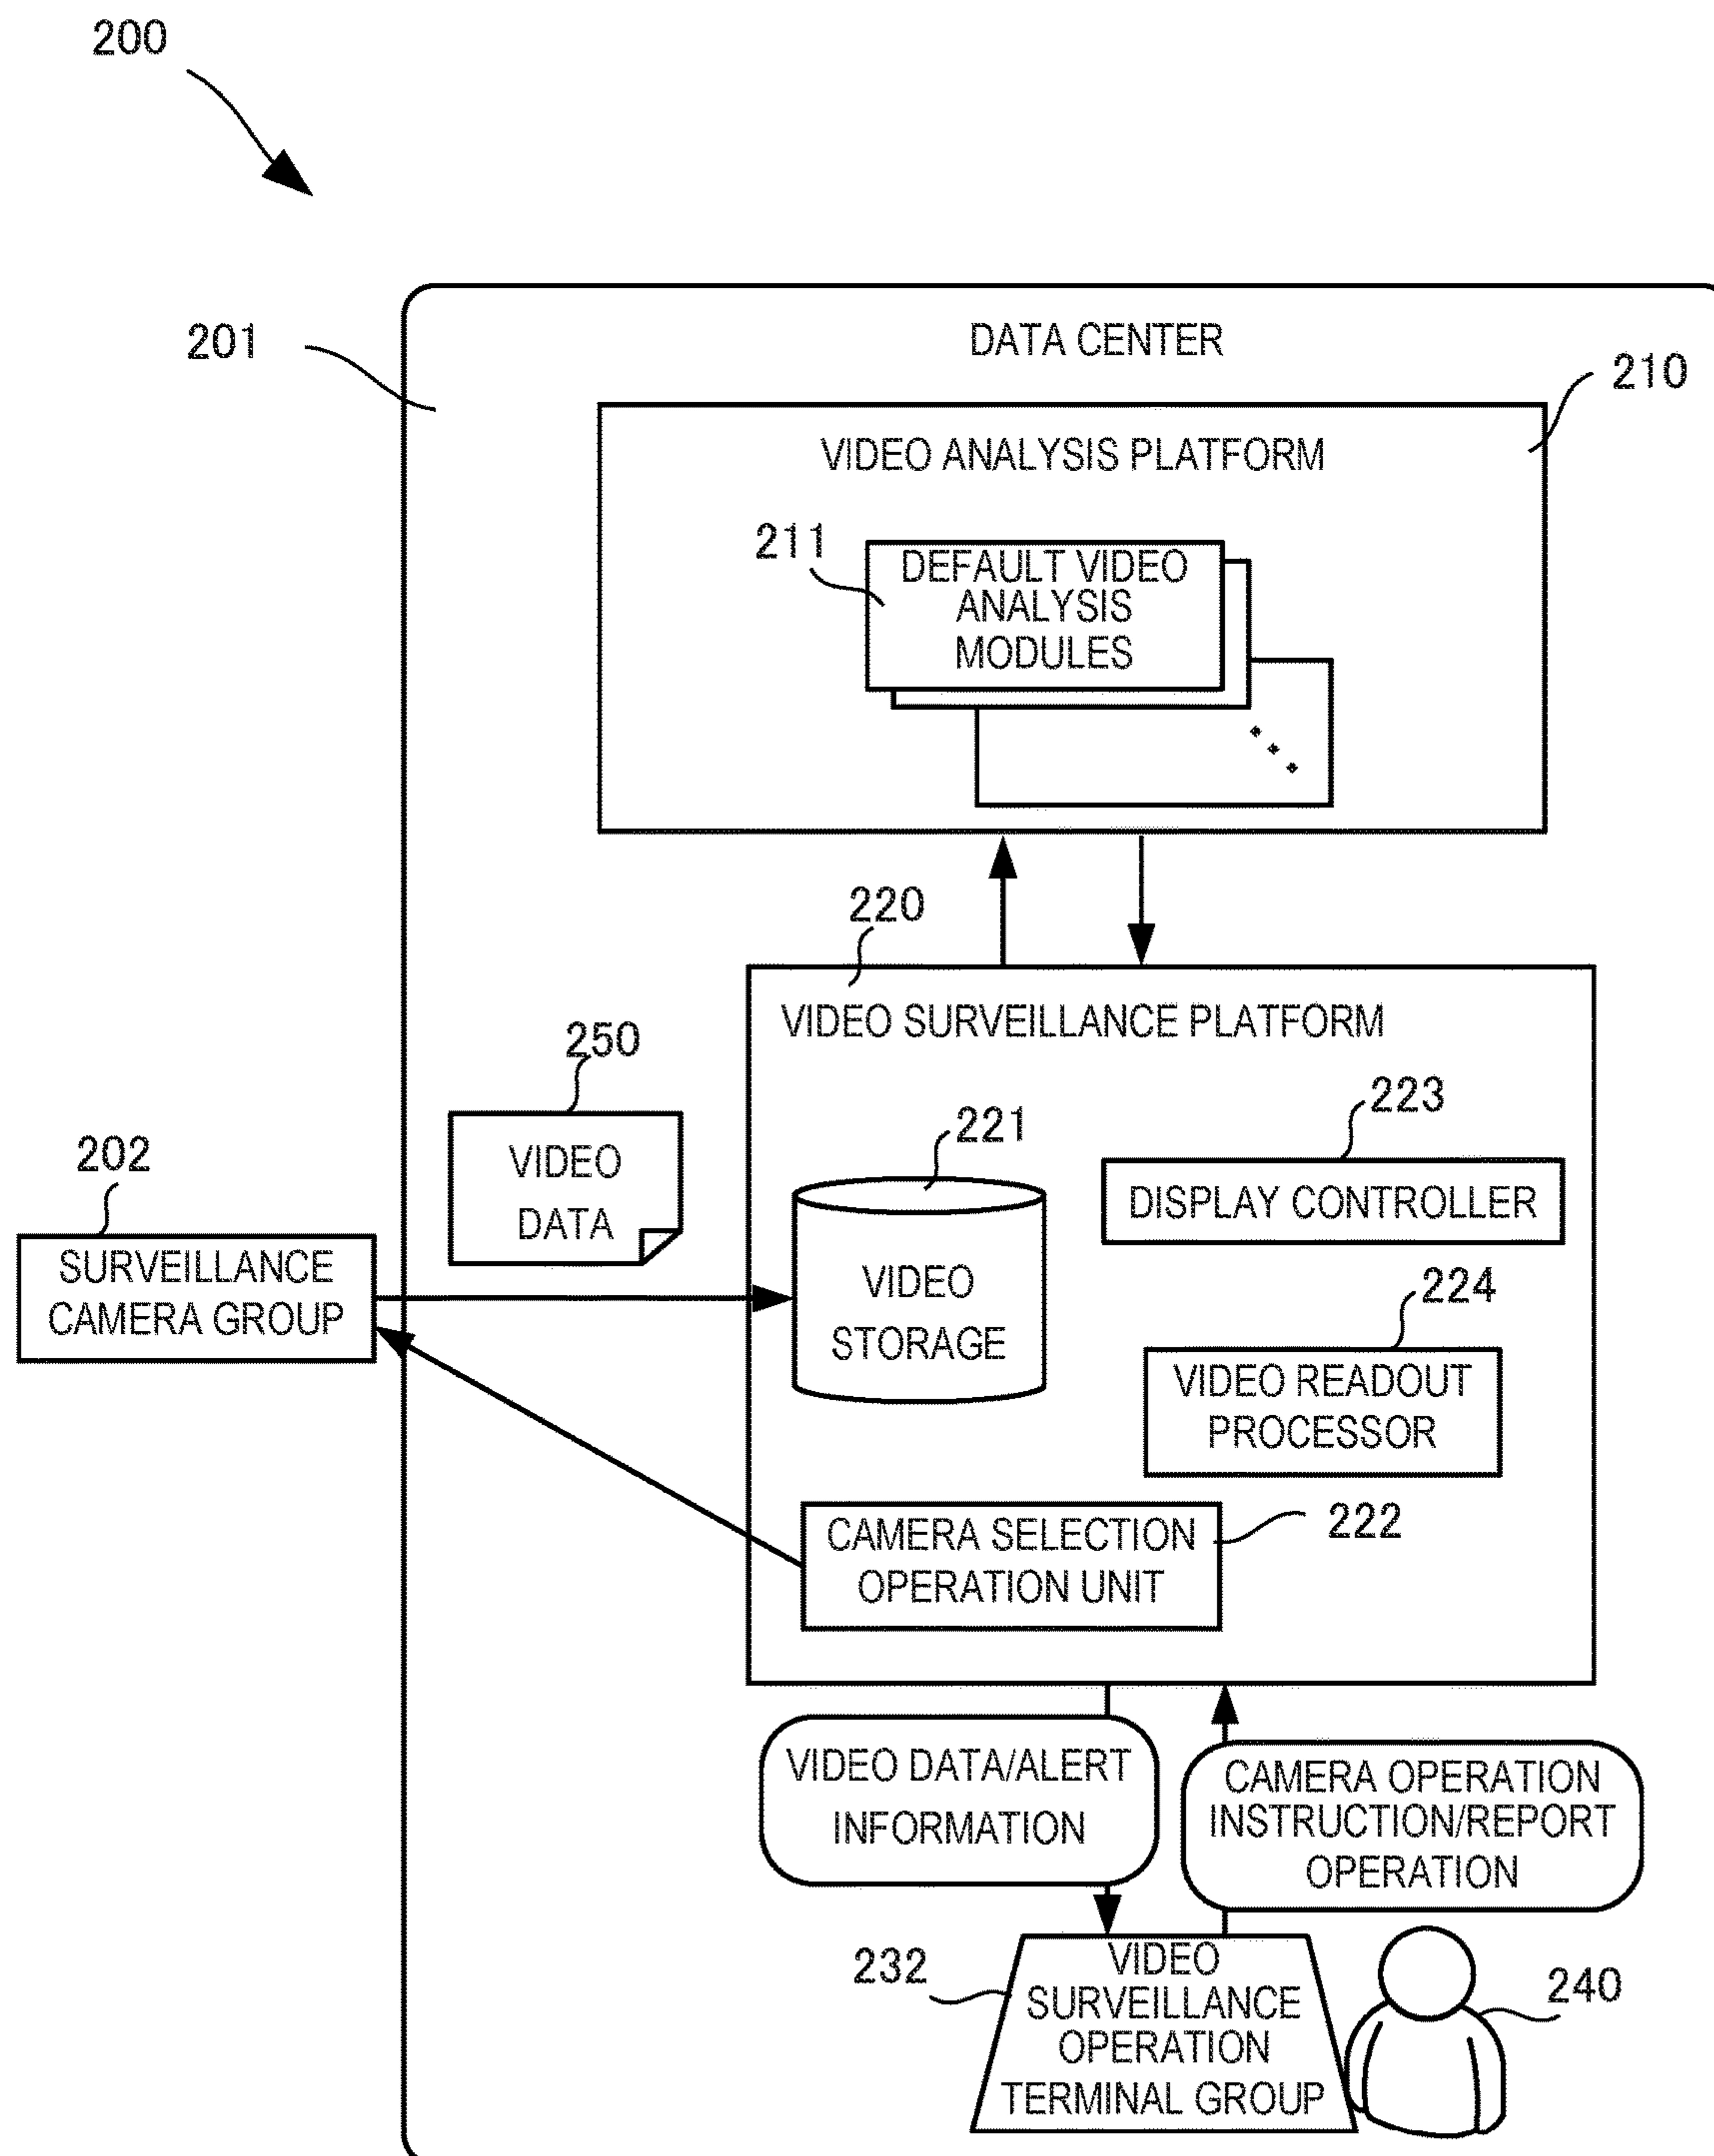 200
201
DATA CENTER
210
VIDEO ANALYSIS PLATFORM
211
DEFAULT VIDEO
ANALYSIS
MODULES
220
VIDEO SURVEILLANCE PLATFORM
250
VIDEO
DATA
221
223
202
DISPLAY CONTROLLER
SURVEILLANCE
CAMERA GROUP
VIDEO
STORAGE
224
VIDEO READOUT
PROCESSOR
CAMERA SELECTION
OPERATION UNIT
222
VIDEO DATA/ALERT
INFORMATION
CAMERA OPERATION
INSTRUCTION/REPORT
OPERATION
232
VIDEO
SURVEILLANCE
OPERATION
TERMINAL GROUP
240